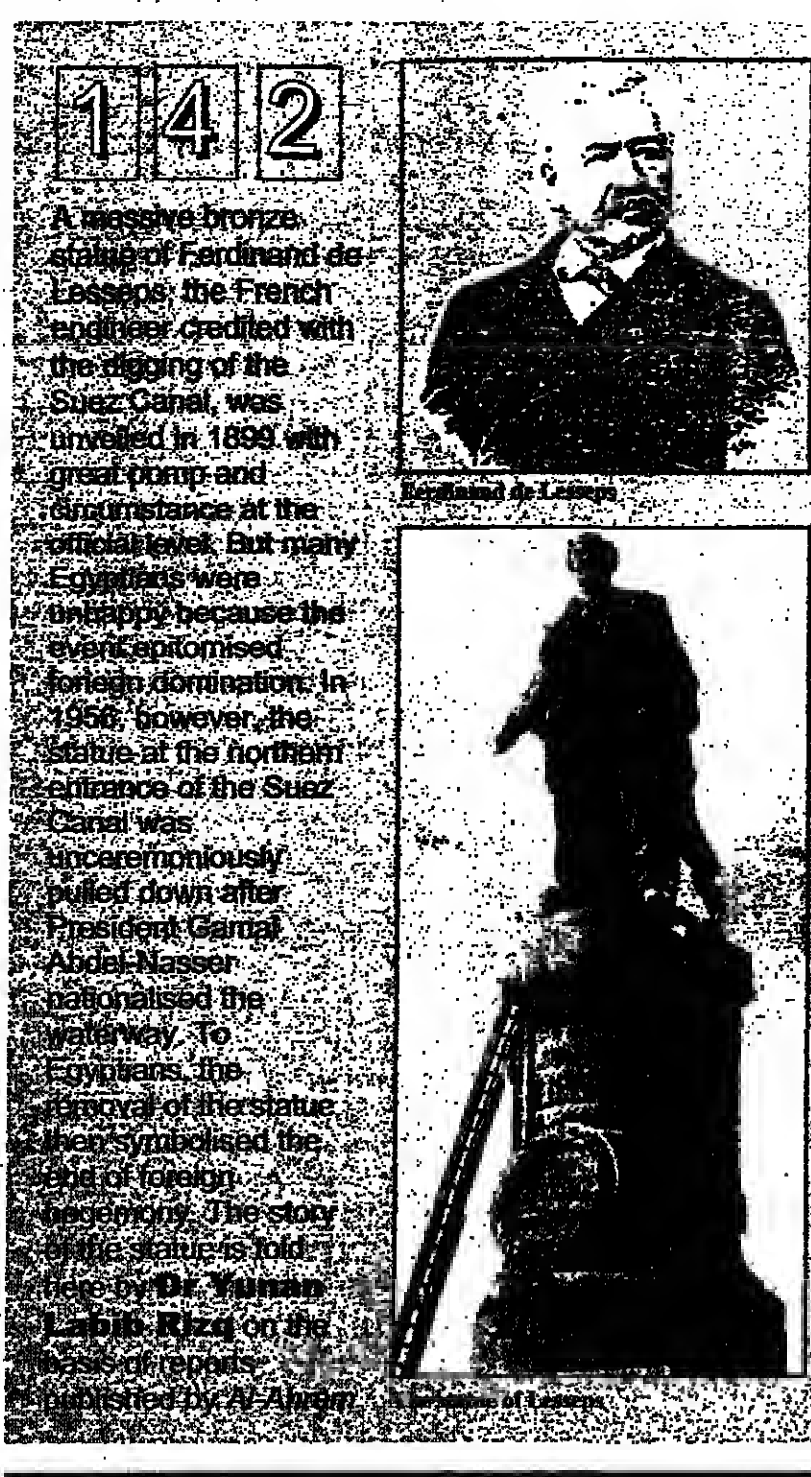 142
A massive bronze
statue of Ferdinand de
Lesseps, the French
engineer credited with
the digging of the
Suez Canal, was
unveiled in 1899 with
great pomp and
circumstance at the
official level. But many
Egyptians were
unhappy because the
event epitomised
foriegn domination. In
1956, however, the
statue at the northern
entrance of the Suez
Canal was
unceremoniously
pulled down after
President Gamal
Abdel-Nasser
nationalised the
waterway. To
Egyptians, the
removal of the statue
then symbolised the
end of foreign
hegemony. The story
of the statue is told
here by Dr Yunan
Labib Rizq on the
basis of reports
published by Al-Ahram
Ferdinand de Lesseps
of Lesseps